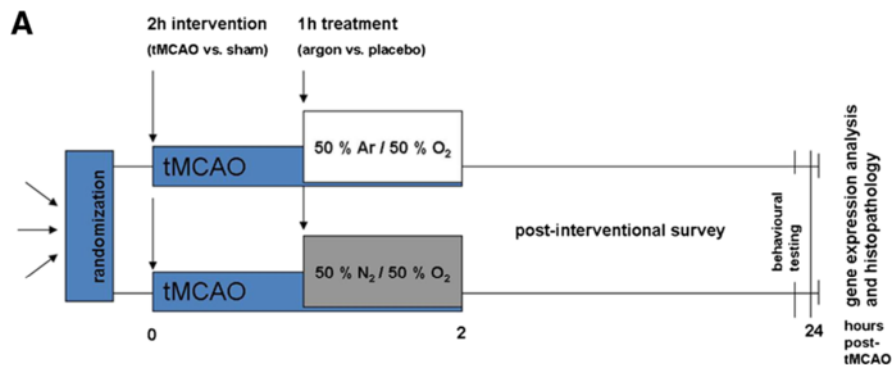 A
2h intervention
(tMCAO vs. sham)
1h treatment
(argon vs. placebo)
randomization
tMCAO
50 % Ar / 50 % O₂
tMCAO
50 % N₂ / 50 % O₂
post-interventional survey
behavioural
testing
gene expression analysis
and histopathology
0
2
24
hours
post-
tMCAO